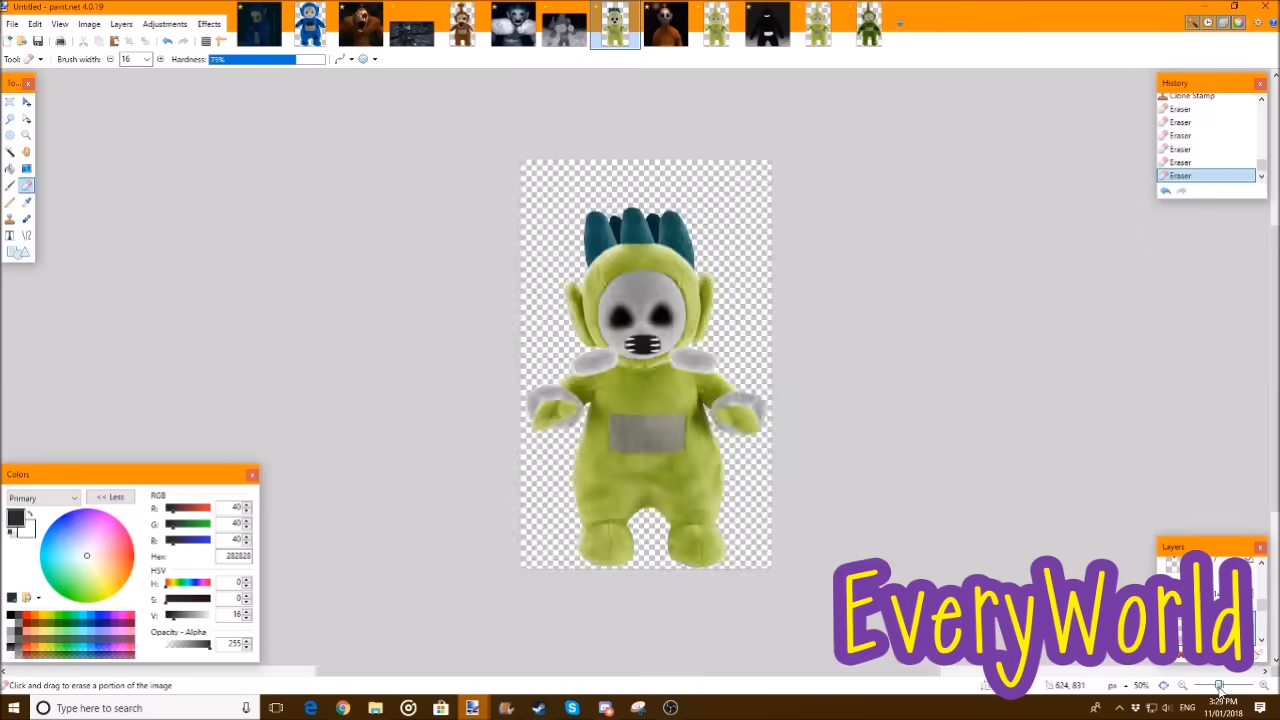 Untitled - paint.net 4.0.19
File Edit View Image Layers Adjustments Effects
Tool: Brush width: 16 Hardness: 75%
To...
History
Clone Stamp
Eraser
Eraser
Eraser
Eraser
Eraser
Eraser
Colors
Primary << Less RGB
R: 40
G: 40
B: 40
Hex: 282828
HSV
H: 0
S: 0
V: 16
Opacity - Alpha
255
Layers
EveryWorld
Click and drag to erase a portion of the image
624, 831 px 50%
Type here to search
3:29 PM
11/01/2018